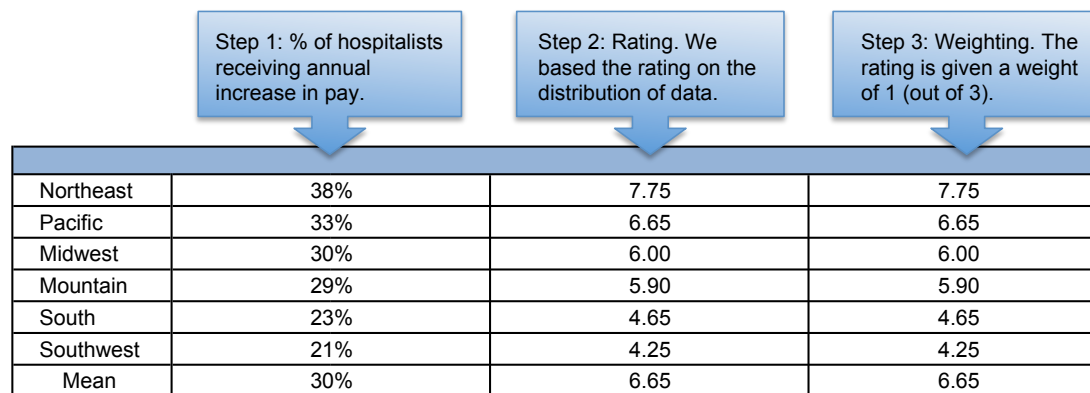 Step 1: % of hospitalists
receiving annual
increase in pay.
Step 2: Rating. We
based the rating on the
distribution of data.
Step 3: Weighting. The
rating is given a weight
of 1 (out of 3).
Northeast 38% 7.75 7.75
Pacific 33% 6.65 6.65
Midwest 30% 6.00 6.00
Mountain 29% 5.90 5.90
South 23% 4.65 4.65
Southwest 21% 4.25 4.25
Mean 30% 6.65 6.65